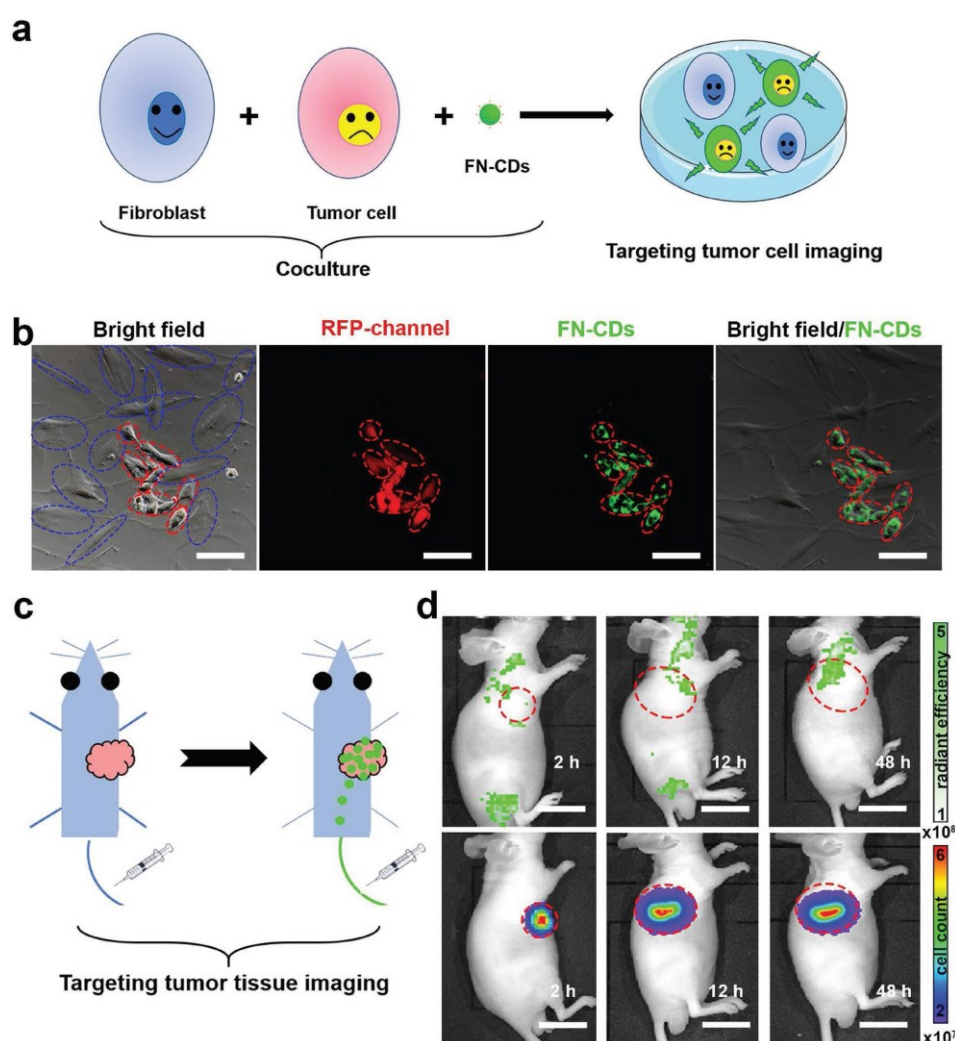 a
+
+
FN-CDs
Fibroblast
Tumor cell
Coculture
Targeting tumor cell imaging
b
Bright field
RFP-channel
FN-CDs
Bright field/FN-CDs
c
Targeting tumor tissue imaging
d
2 h
12 h
48 h
5
radiant efficiency
1
x10⁸
2 h
12 h
48 h
6
cell count
2
x10⁷